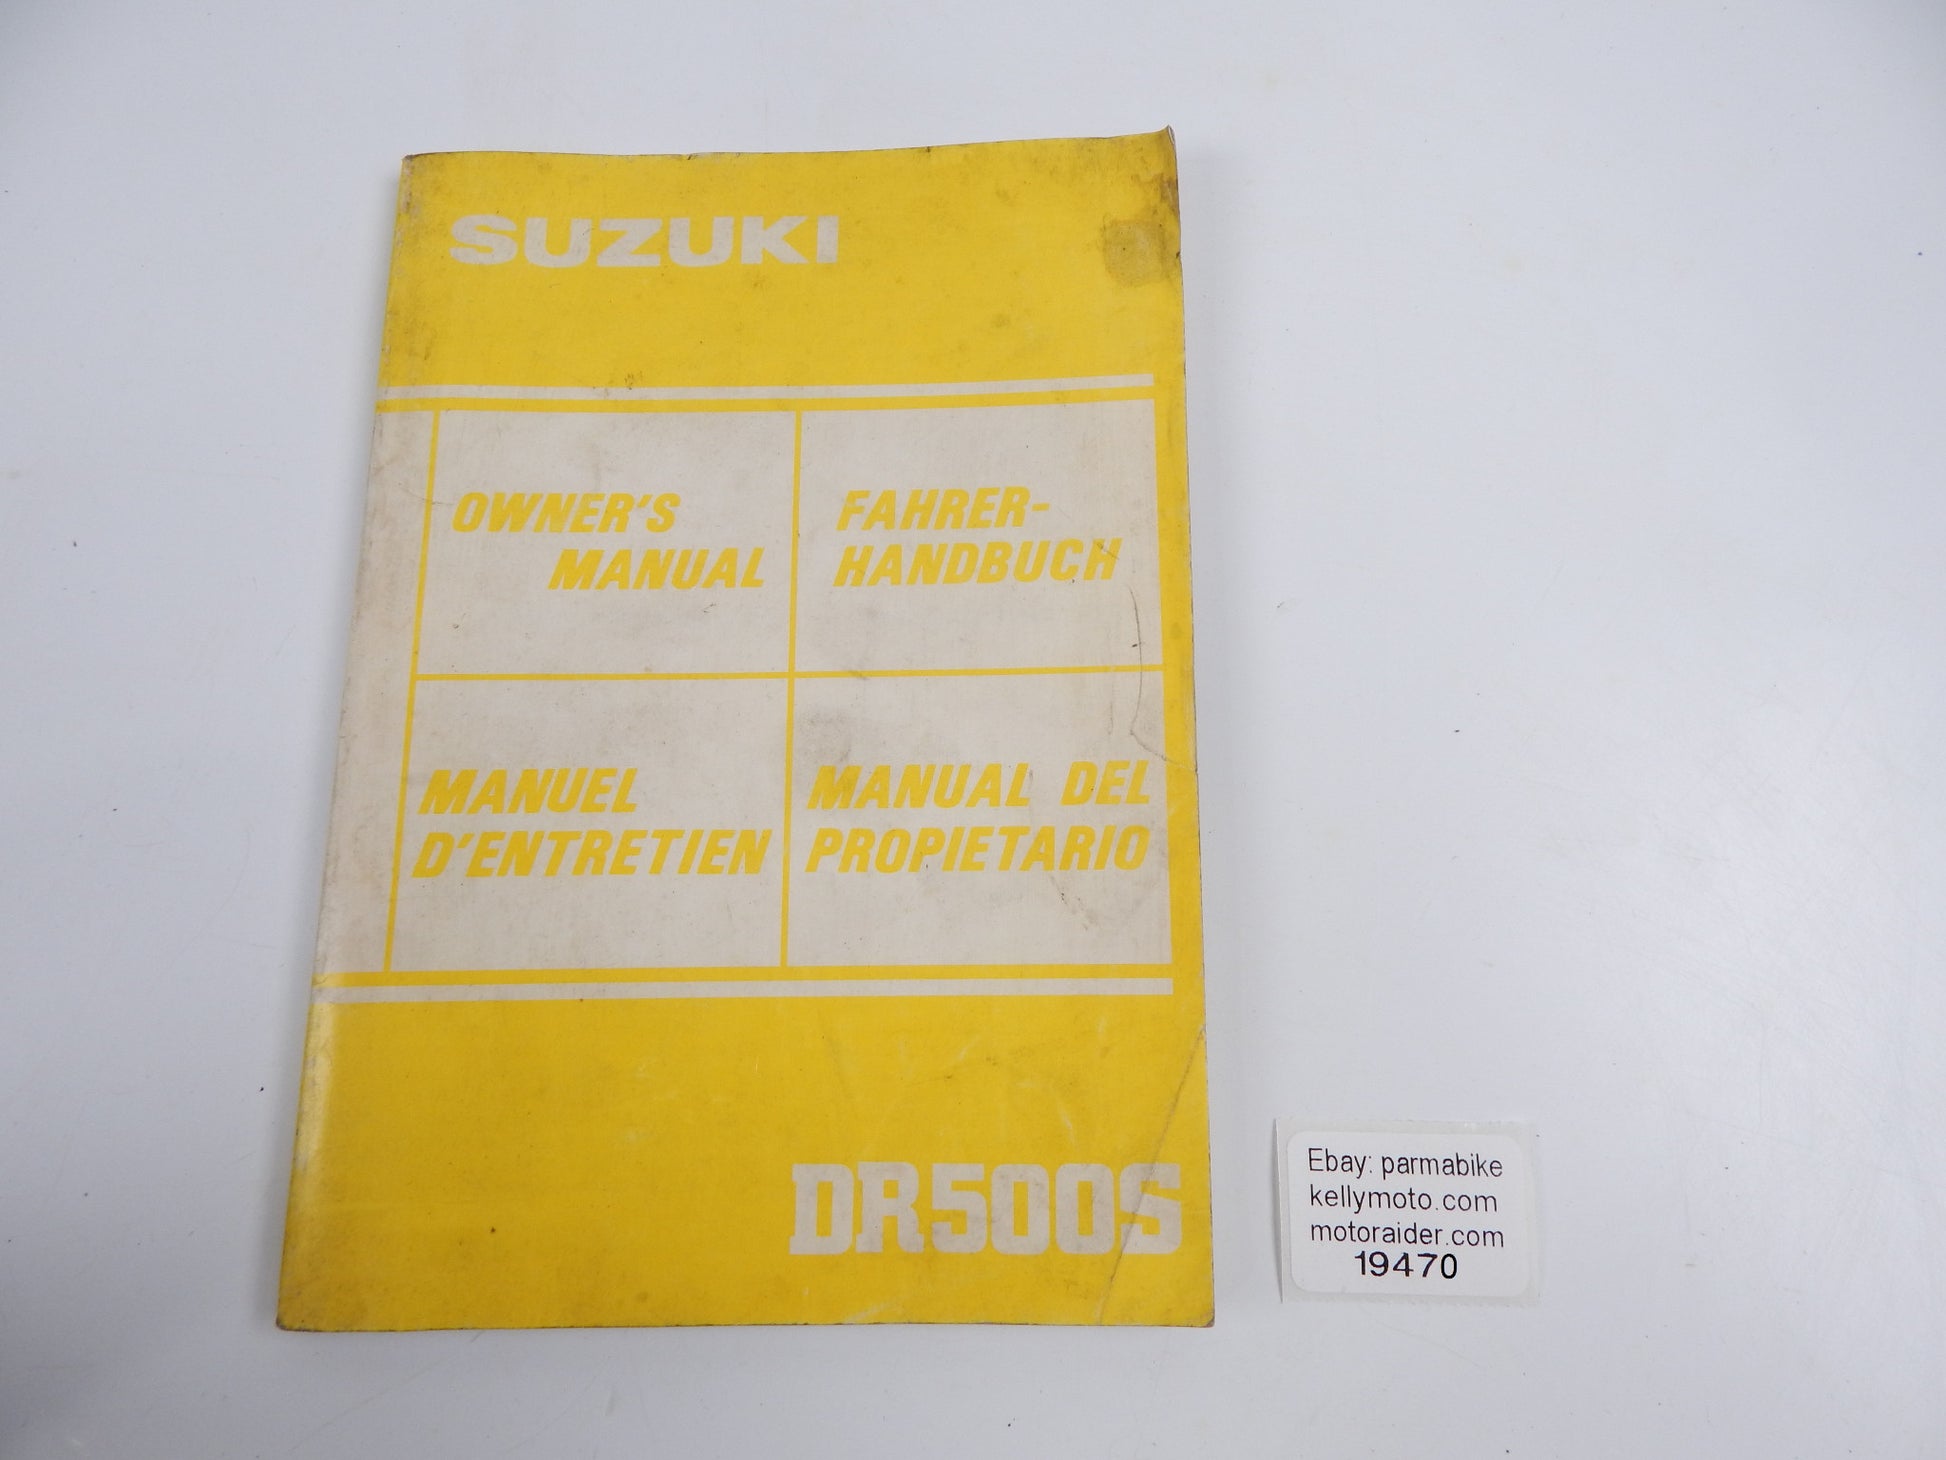 SUZUKI
OWNER'S
MANUAL
FAHRER-
HANDBUCH
MANUEL
D'ENTRETIEN
MANUAL DEL
PROPIETARIO
DR500S
Ebay: parmabike
kellymoto.com
motoraider.com
19470